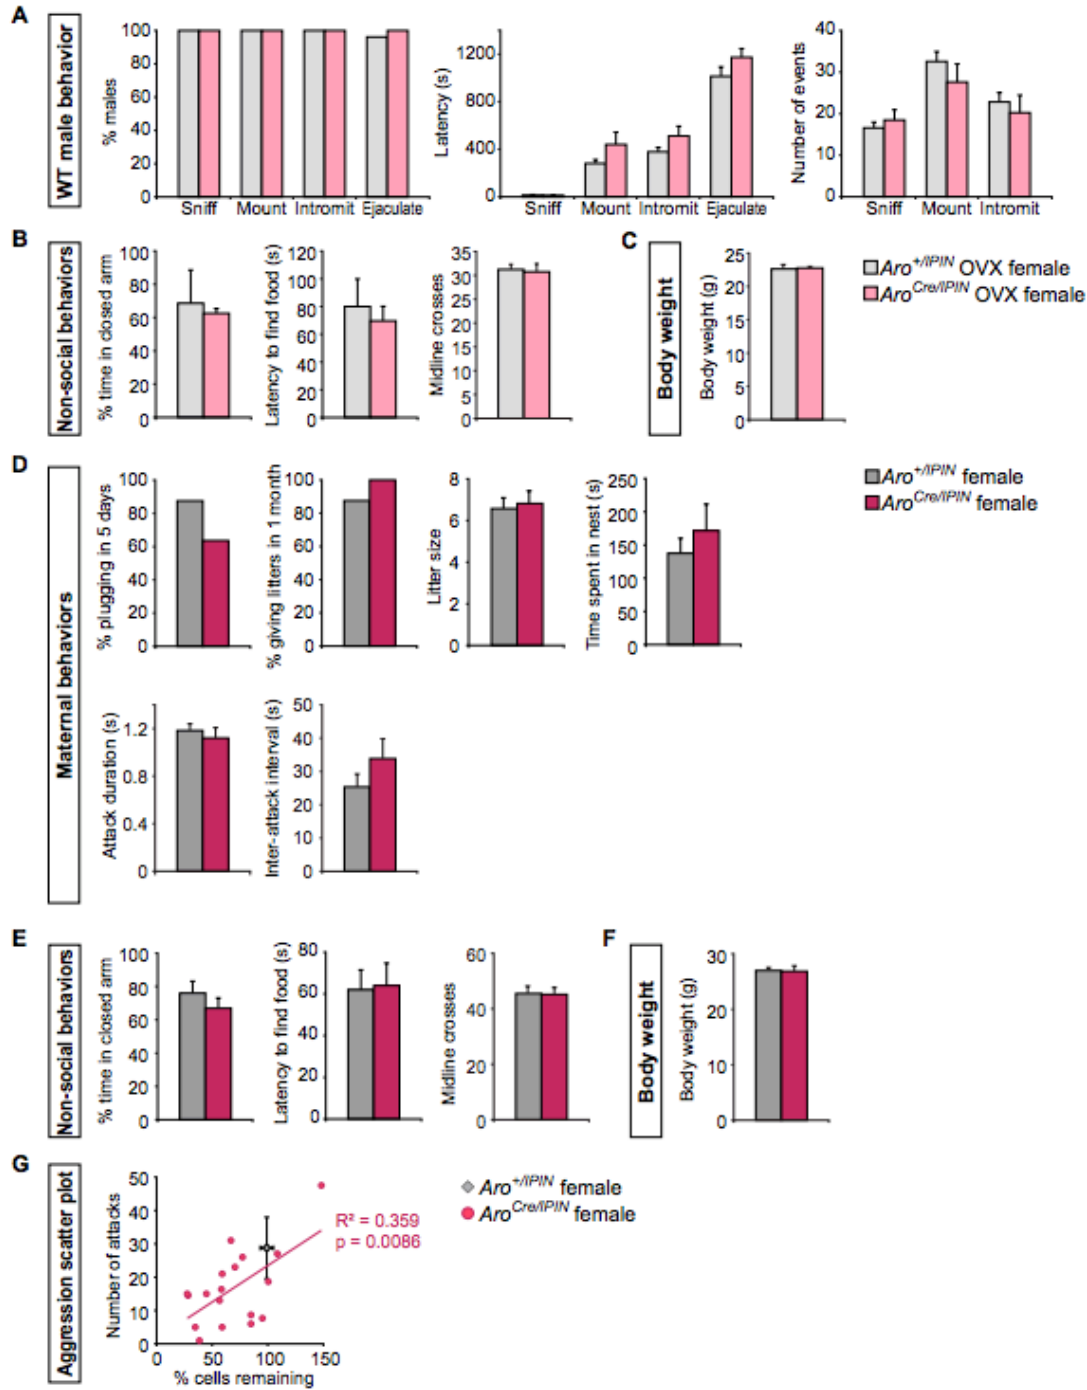 A
WT male behavior
% males
100
80
60
40
20
0
Sniff Mount Intromit Ejaculate
Latency (s)
1200
800
400
0
Sniff Mount Intromit Ejaculate
Number of events
40
30
20
10
0
Sniff Mount Intromit
B
Non-social behaviors
% time in closed arm
100
80
60
40
20
0
Latency to find food (s)
120
100
80
60
40
20
0
Midline crosses
35
30
25
20
15
10
5
0
C
Body weight
Body weight (g)
25
20
15
10
5
0
Aro+/IPIN OVX female
AroCre/IPIN OVX female
D
Maternal behaviors
% plugging in 5 days
100
80
60
40
20
0
% giving litters in 1 month
100
80
60
40
20
0
Litter size
8
6
4
2
0
Time spent in nest (s)
250
200
150
100
50
0
Aro+/IPIN female
AroCre/IPIN female
Attack duration (s)
1.2
0.8
0.4
0
Inter-attack interval (s)
50
40
30
20
10
0
E
Non-social behaviors
% time in closed arm
100
80
60
40
20
0
Latency to find food (s)
80
60
40
20
0
Midline crosses
60
40
20
0
F
Body weight
Body weight (g)
30
20
10
0
G
Aggression scatter plot
Number of attacks
50
40
30
20
10
0
0 50 100 150
% cells remaining
R² = 0.359
p = 0.0086
Aro+/IPIN female
AroCre/IPIN female